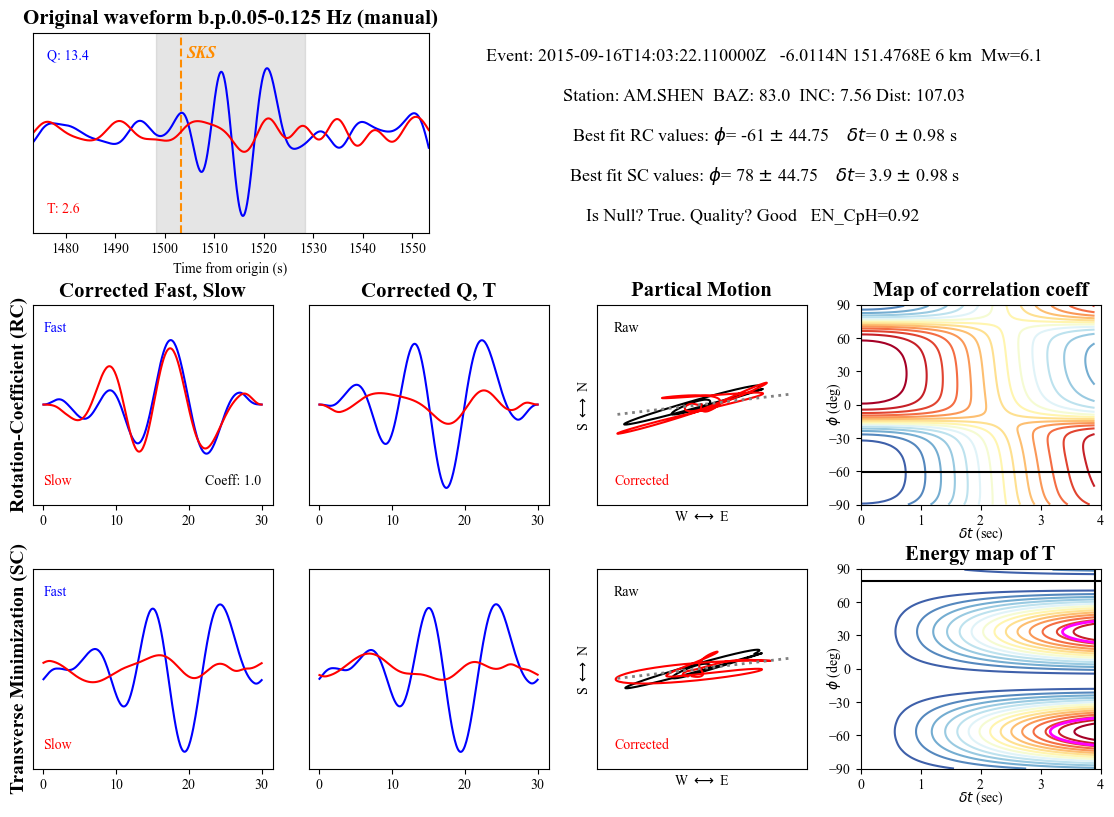 Original waveform b.p.0.05-0.125 Hz (manual)
Q: 13.4
SKS
T: 2.6
1480 1490 1500 1510 1520 1530 1540 1550
Time from origin (s)
Event: 2015-09-16T14:03:22.110000Z -6.0114N 151.4768E 6 km Mw=6.1
Station: AM.SHEN BAZ: 83.0 INC: 7.56 Dist: 107.03
Best fit RC values: ϕ= -61 ± 44.75 δt= 0 ± 0.98 s
Best fit SC values: ϕ= 78 ± 44.75 δt= 3.9 ± 0.98 s
Is Null? True. Quality? Good EN_CpH=0.92
Rotation-Coefficient (RC)
Corrected Fast, Slow
Fast
Slow
Coeff: 1.0
0 10 20 30
Corrected Q, T
0 10 20 30
Partical Motion
Raw
Corrected
S ⟷ N
W ⟷ E
Map of correlation coeff
90
60
30
0
−30
−60
−90
ϕ (deg)
0 1 2 3 4
δt (sec)
Transverse Minimization (SC)
Fast
Slow
0 10 20 30
0 10 20 30
Raw
Corrected
S ⟷ N
W ⟷ E
Energy map of T
90
60
30
0
−30
−60
−90
ϕ (deg)
0 1 2 3 4
δt (sec)